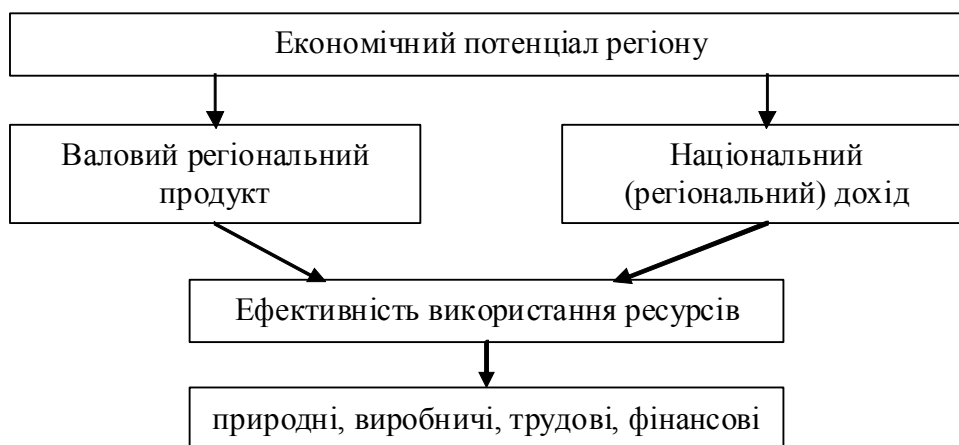 Економічний потенціал регіону
Валовий регіональний
продукт
Національний
(регіональний) дохід
Ефективність використання ресурсів
природні, виробничі, трудові, фінансові